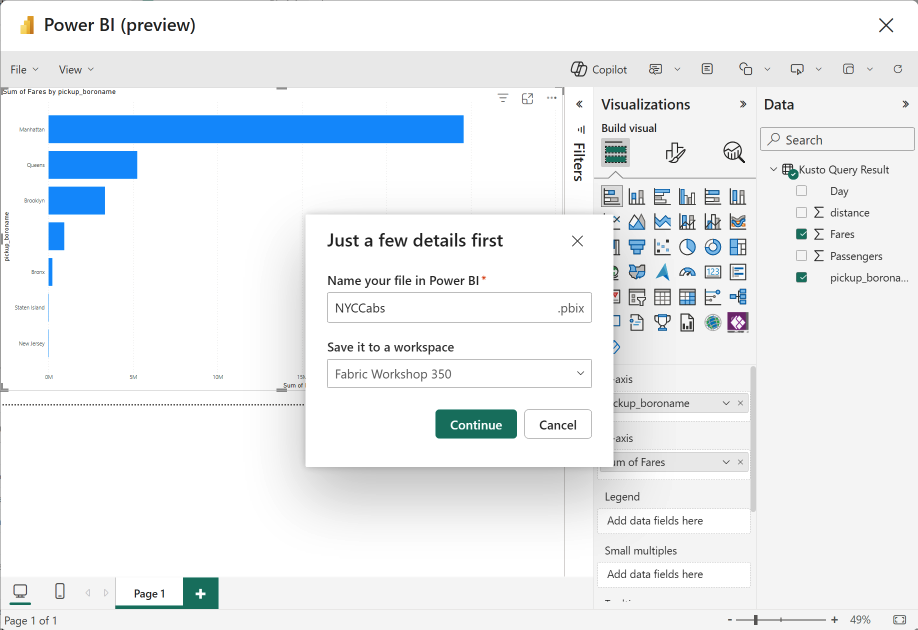 Power BI (preview)
File
View
Copilot
Sum of Fares by pickup_boroname
Manhattan
Queens
Brooklyn
Bronx
Staten Island
New Jersey
pickup_boroname
0M
5M
10M
15M
Sum of
Filters
Visualizations
Build visual
123
-axis
ckup_boroname
-axis
um of Fares
Legend
Add data fields here
Small multiples
Add data fields here
Data
Search
Kusto Query Result
Day
distance
Fares
Passengers
pickup_borona...
Just a few details first
Name your file in Power BI*
NYCCabs .pbix
Save it to a workspace
Fabric Workshop 350
Continue
Cancel
Page 1
Page 1 of 1
- + 49%